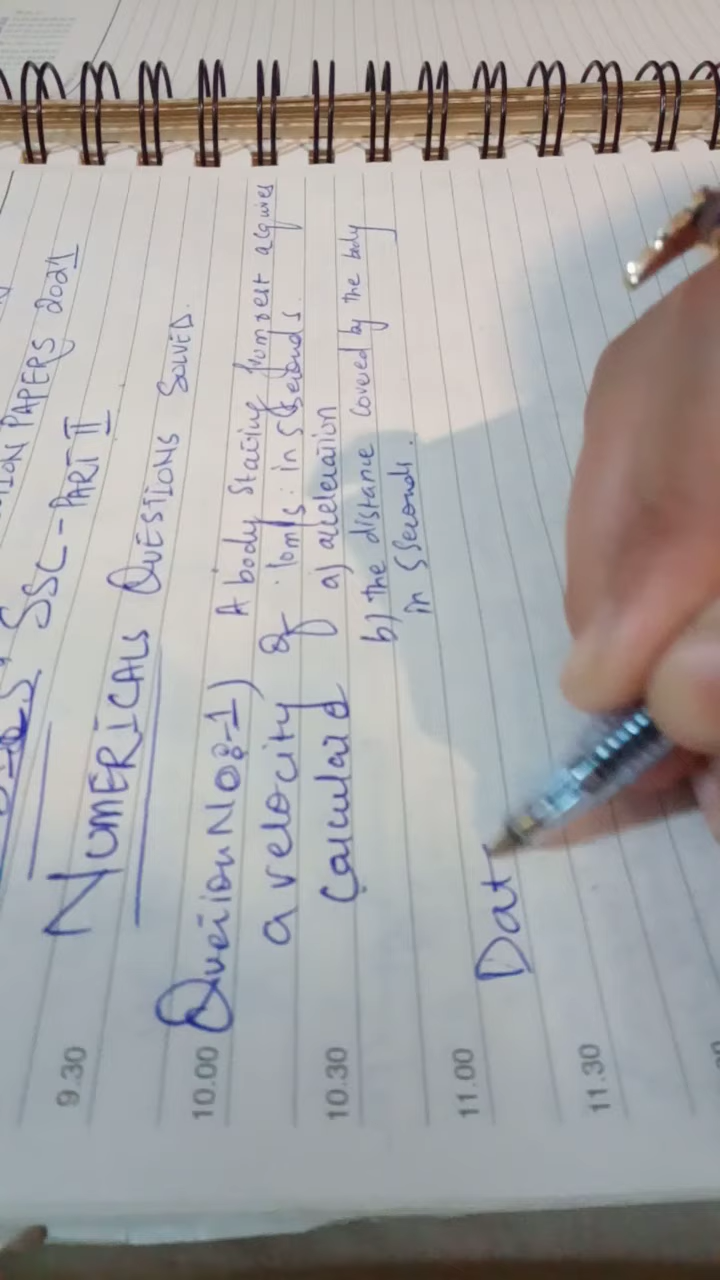 ION PAPERS 2021
SSC-PART II
NUMERICALS QUESTIONS SOLVED.
9.30
Question No:-1) A body staring from rest acquires
10.00
a velocity of 10m/s: in 5 seconds.
Calculate a) acceleration
10.30
b) the distance covered by the body
in 5 seconds.
11.00
Dat
11.30